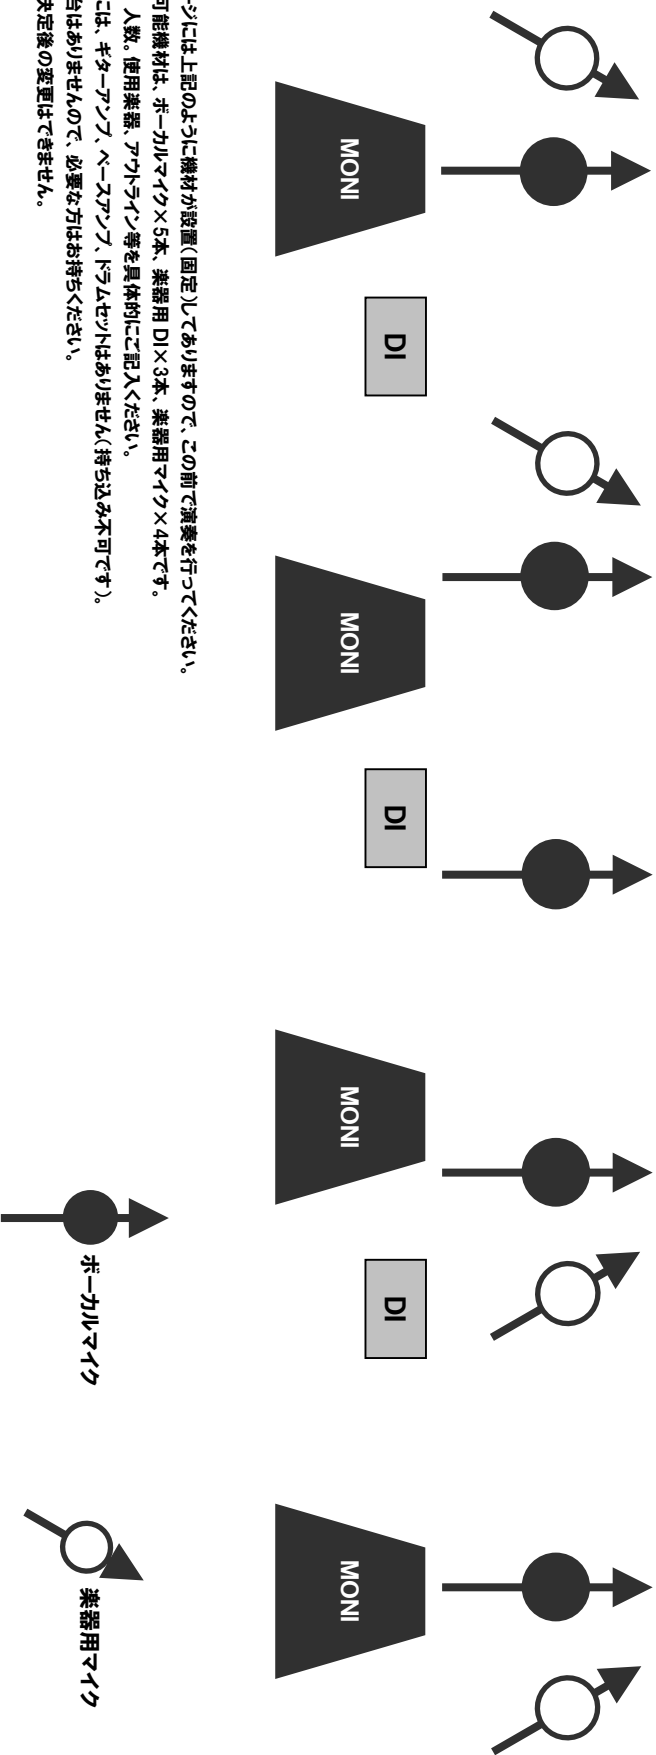 DI DI DI
MONI MONI MONI MONI
ージには上記のように機材が設置(固定)してありますので、この前で演奏を行ってください。
可能機材は、ボーカルマイク×5本、楽器用 DI×3本、楽器用マイク×4本です。
人数。使用楽器、アウトライン等を具体的にご記入ください。
には、ギターアンプ、ベースアンプ、ドラムセットはありません(持ち込み不可です)。
台はありませんので、必要な方はお持ちください。
決定後の変更はできません。
ボーカルマイク 楽器用マイク